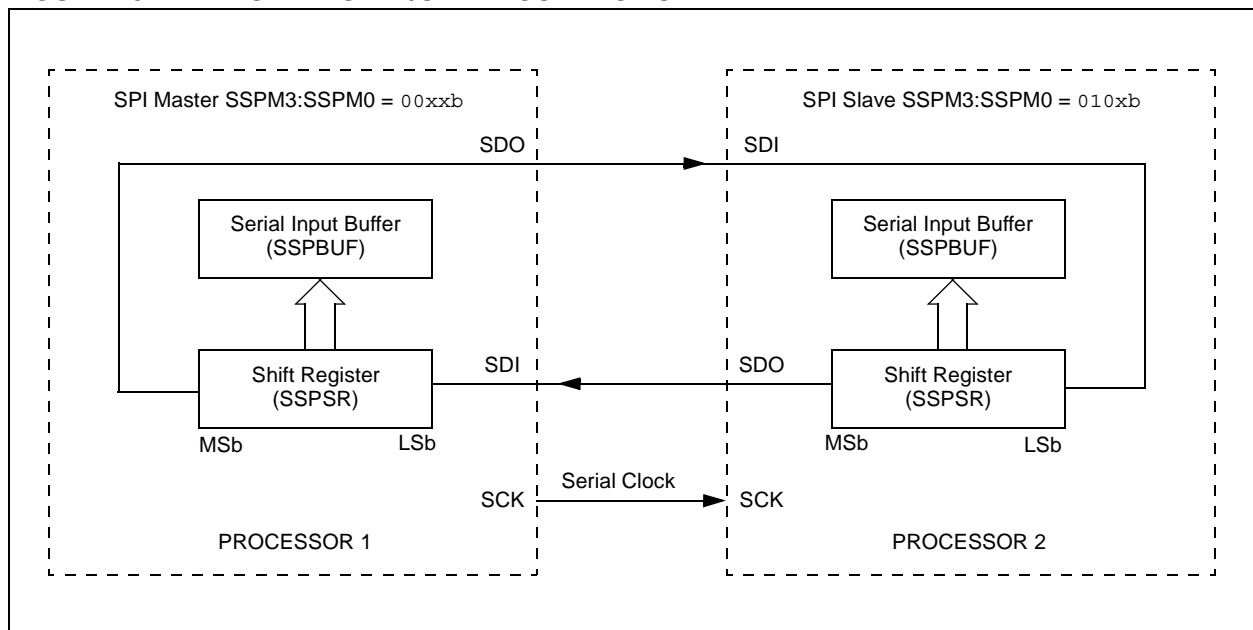 SPI Master SSPM3:SSPM0 = 00xxb
SDO
Serial Input Buffer
(SSPBUF)
Shift Register
(SSPSR)
MSb
LSb
SDI
SCK
PROCESSOR 1
Serial Clock
SPI Slave SSPM3:SSPM0 = 010xb
SDI
Serial Input Buffer
(SSPBUF)
SDO
Shift Register
(SSPSR)
MSb
LSb
SCK
PROCESSOR 2